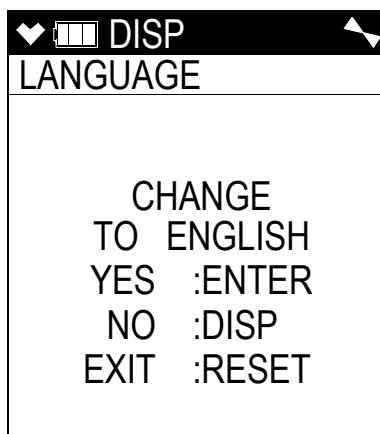 DISP
LANGUAGE
CHANGE
TO ENGLISH
YES :ENTER
NO :DISP
EXIT :RESET